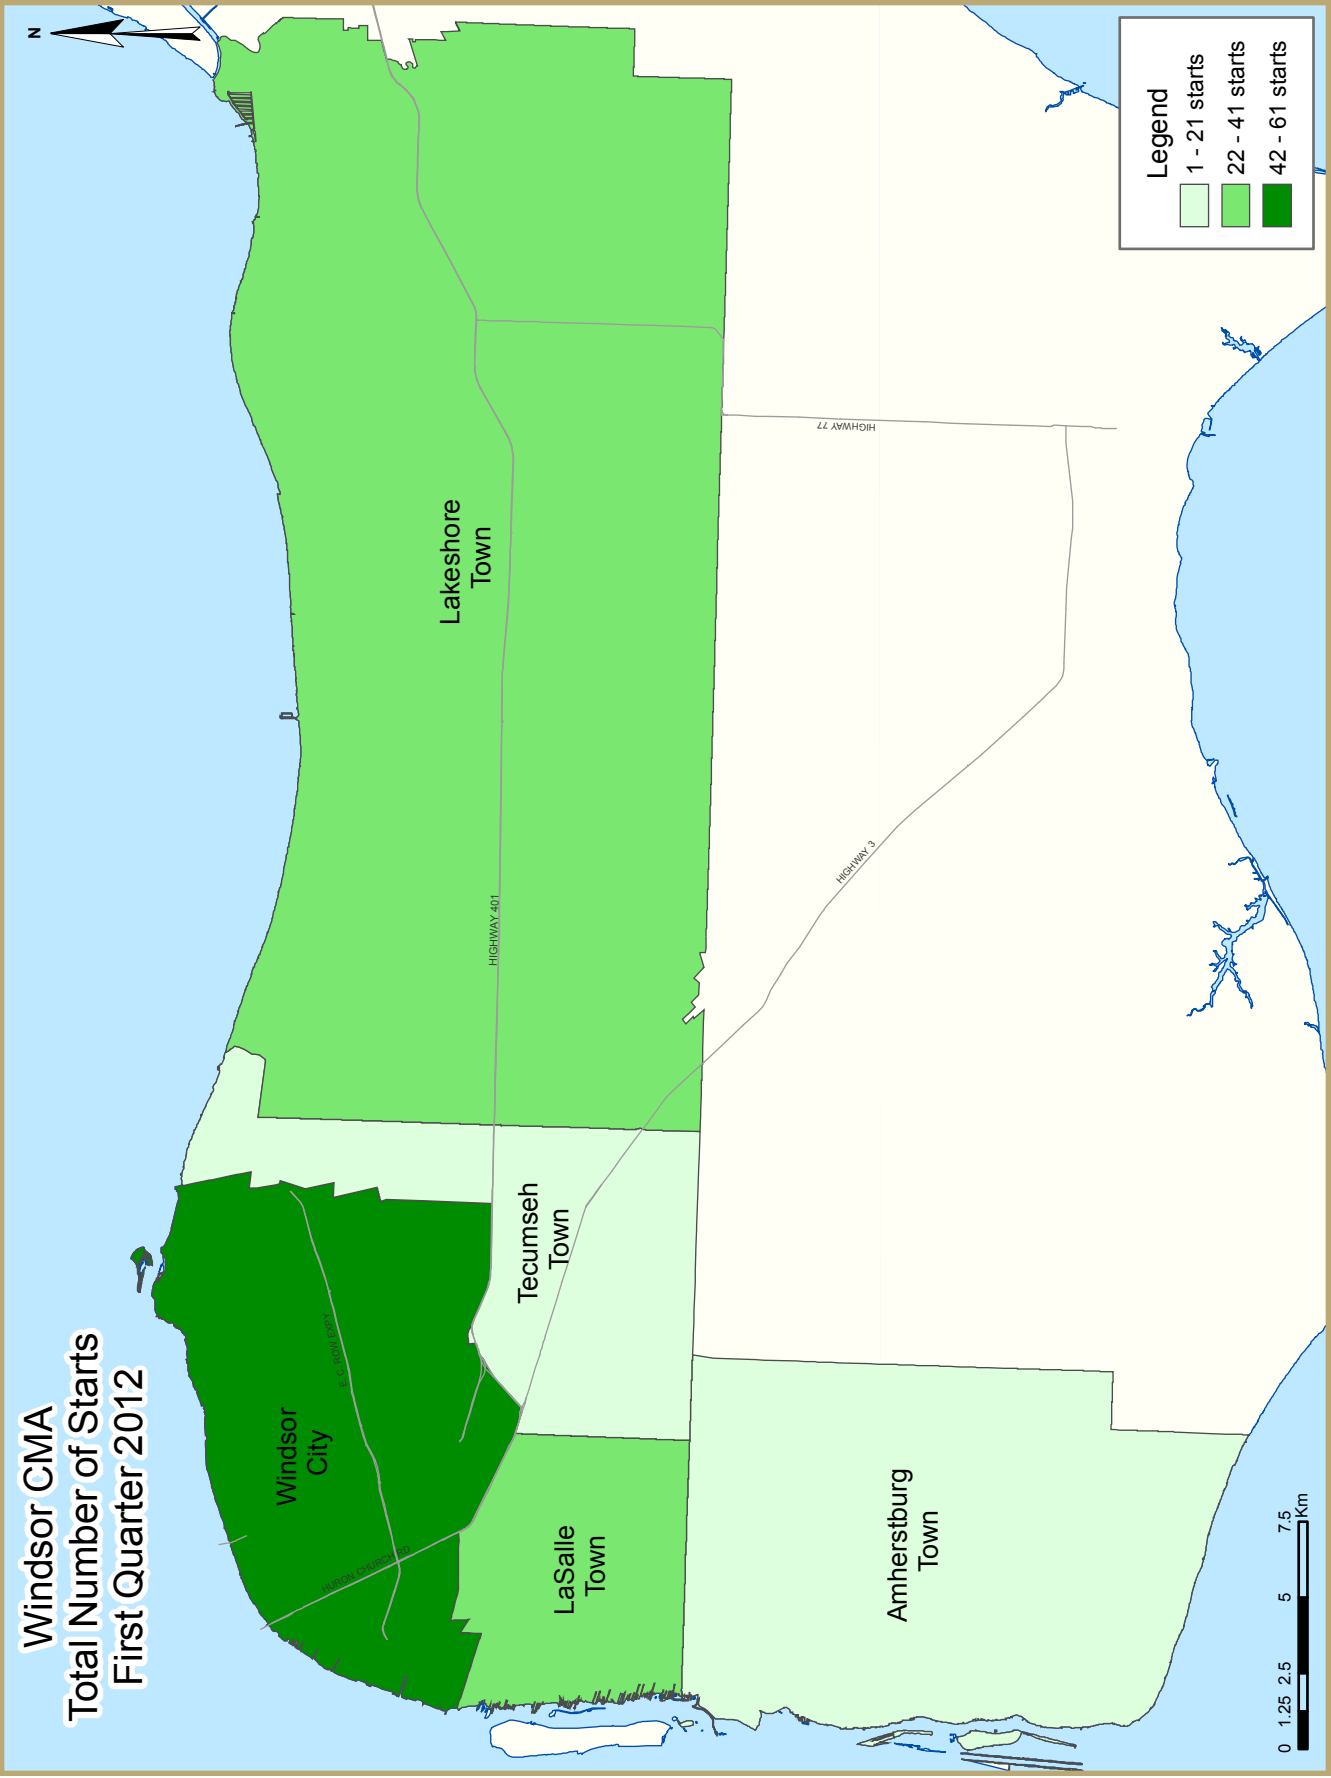 Windsor CMA
Total Number of Starts
First Quarter 2012
N
Windsor
City
E. C. ROW EXPY
HURON CHURCH RD
LaSalle
Town
Tecumseh
Town
Amherstburg
Town
Lakeshore
Town
HIGHWAY 401
HIGHWAY 3
HIGHWAY 77
0 1.25 2.5 5 7.5
Km
Legend
1 - 21 starts
22 - 41 starts
42 - 61 starts